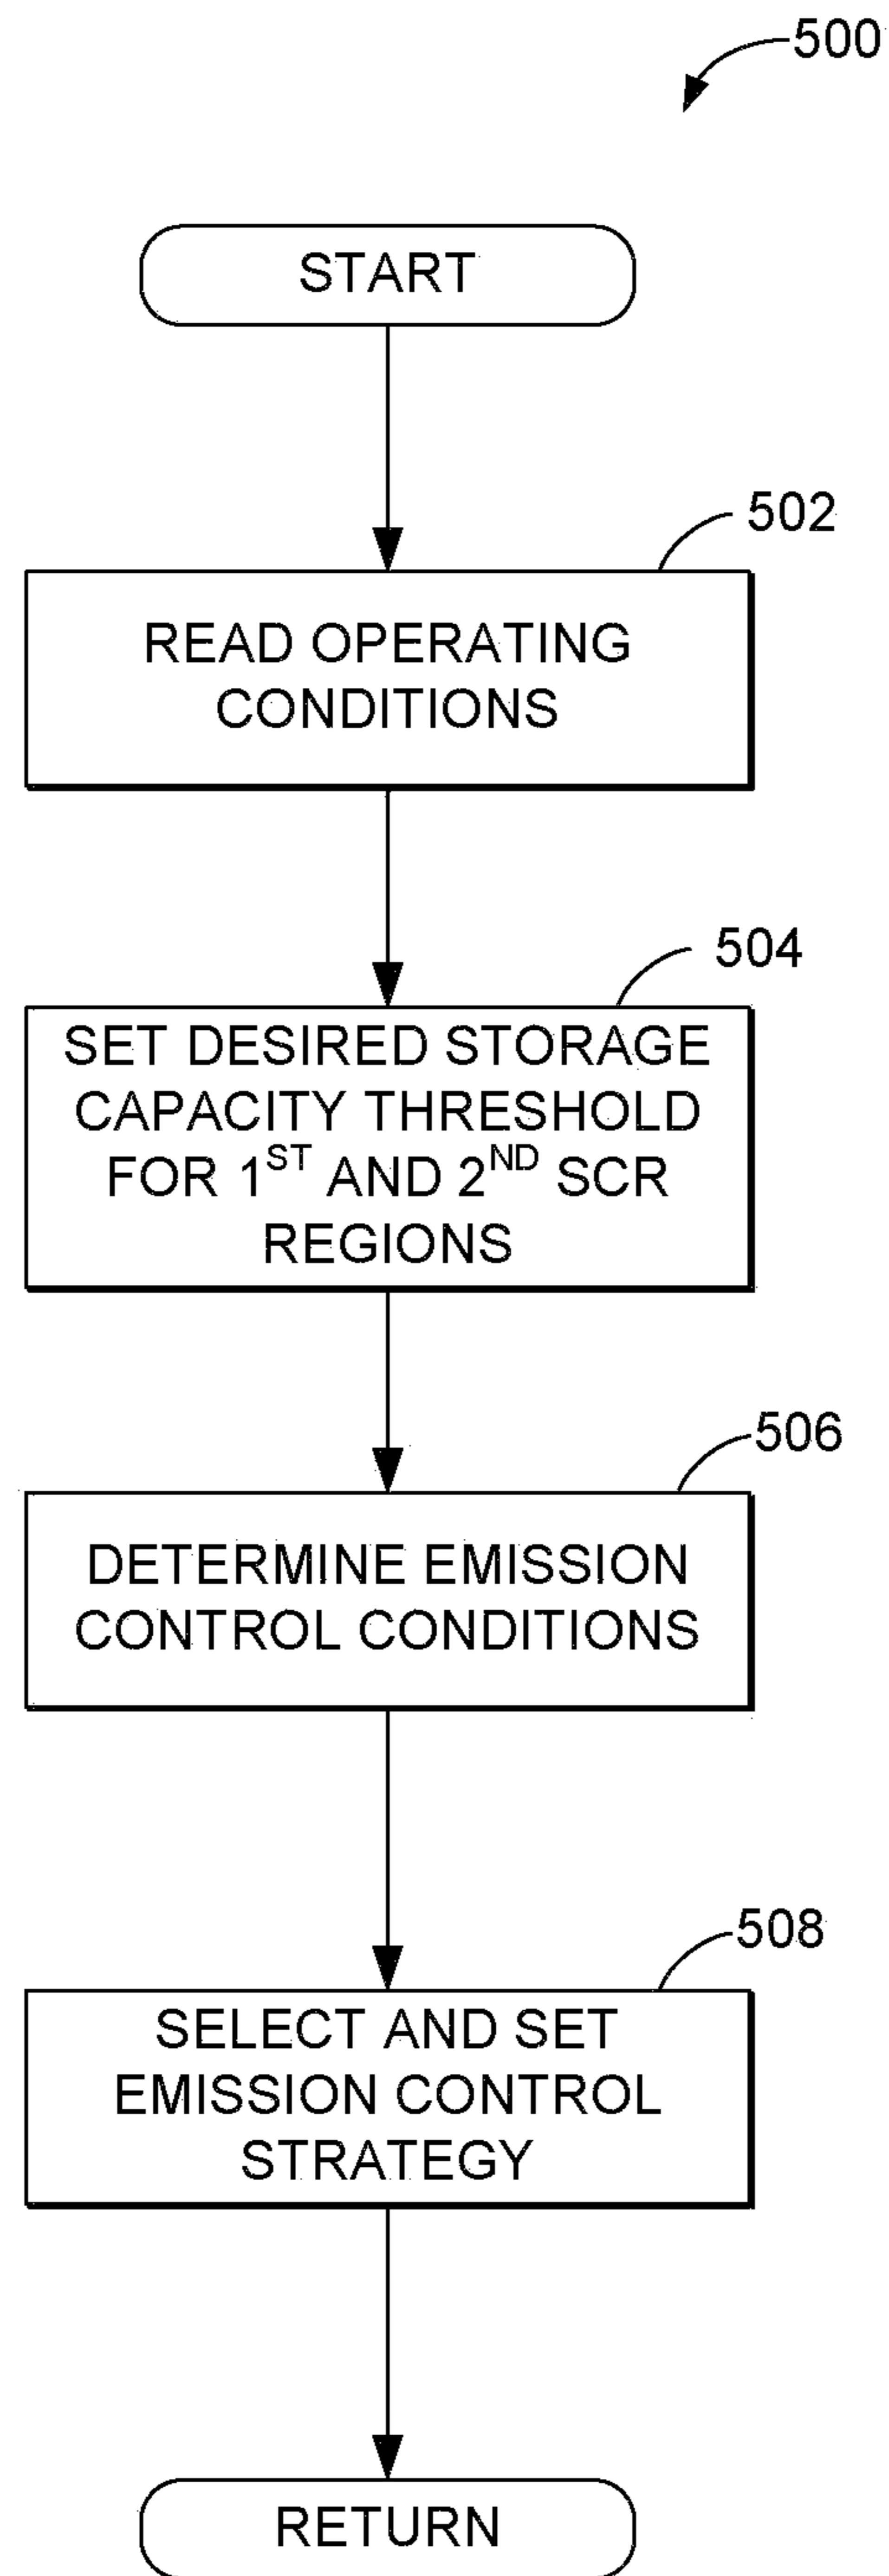 500
START
502
READ OPERATING
CONDITIONS
504
SET DESIRED STORAGE
CAPACITY THRESHOLD
FOR 1ST AND 2ND SCR
REGIONS
506
DETERMINE EMISSION
CONTROL CONDITIONS
508
SELECT AND SET
EMISSION CONTROL
STRATEGY
RETURN